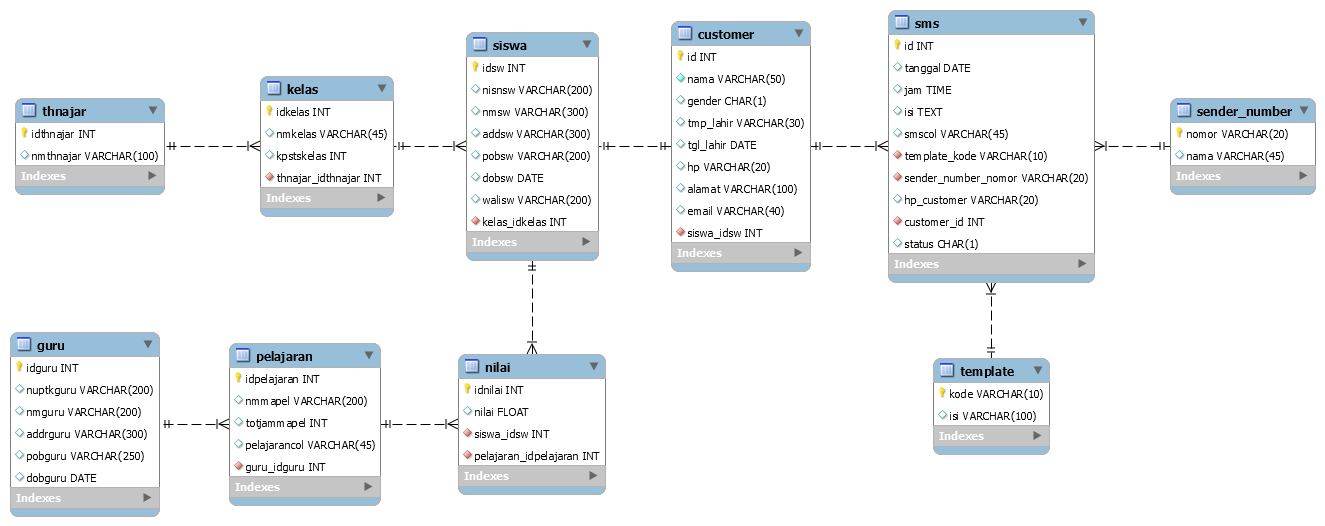 thnajar
idthnajar INT
nmthnajar VARCHAR(100)
Indexes
kelas
idkelas INT
nmkelas VARCHAR(45)
kpstskelas INT
thnajar_idthnajar INT
Indexes
siswa
idsw INT
nisnsw VARCHAR(200)
nmsw VARCHAR(300)
addsw VARCHAR(300)
pobsw VARCHAR(200)
dobsw DATE
walisw VARCHAR(200)
kelas_idkelas INT
Indexes
customer
id INT
nama VARCHAR(50)
gender CHAR(1)
tmp_lahir VARCHAR(30)
tgl_lahir DATE
hp VARCHAR(20)
alamat VARCHAR(100)
email VARCHAR(40)
siswa_idsw INT
Indexes
sms
id INT
tanggal DATE
jam TIME
isi TEXT
smscol VARCHAR(45)
template_kode VARCHAR(10)
sender_number_nomor VARCHAR(20)
hp_customer VARCHAR(20)
customer_id INT
status CHAR(1)
Indexes
sender_number
nomor VARCHAR(20)
nama VARCHAR(45)
Indexes
guru
idguru INT
nuptkguru VARCHAR(200)
nmguru VARCHAR(200)
addrguru VARCHAR(300)
pobguru VARCHAR(250)
dobguru DATE
Indexes
pelajaran
idpelajaran INT
nmmapel VARCHAR(200)
totjammapel INT
pelajarancol VARCHAR(45)
guru_idguru INT
Indexes
nilai
idnilai INT
nilai FLOAT
siswa_idsw INT
pelajaran_idpelajaran INT
Indexes
template
kode VARCHAR(10)
isi VARCHAR(100)
Indexes